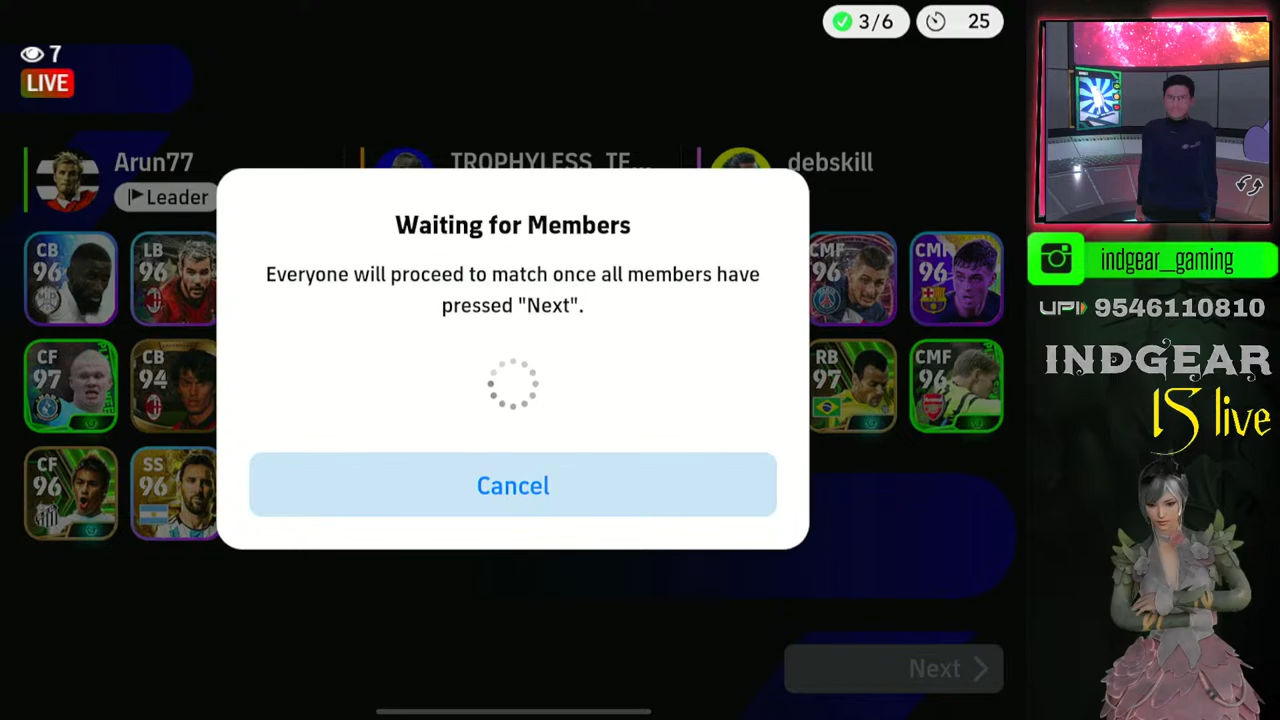 3/6
25
7
LIVE
Arun77
TROPHYLESS_TE...
debskill
Leader
Waiting for Members
Everyone will proceed to match once all members have
pressed "Next".
Cancel
CB
96
LB
96
CMF
96
CMF
96
CF
97
CB
94
RB
97
CMF
96
CF
96
SS
96
Next
indgear_gaming
UPI 9546110810
INDGEAR
IS live